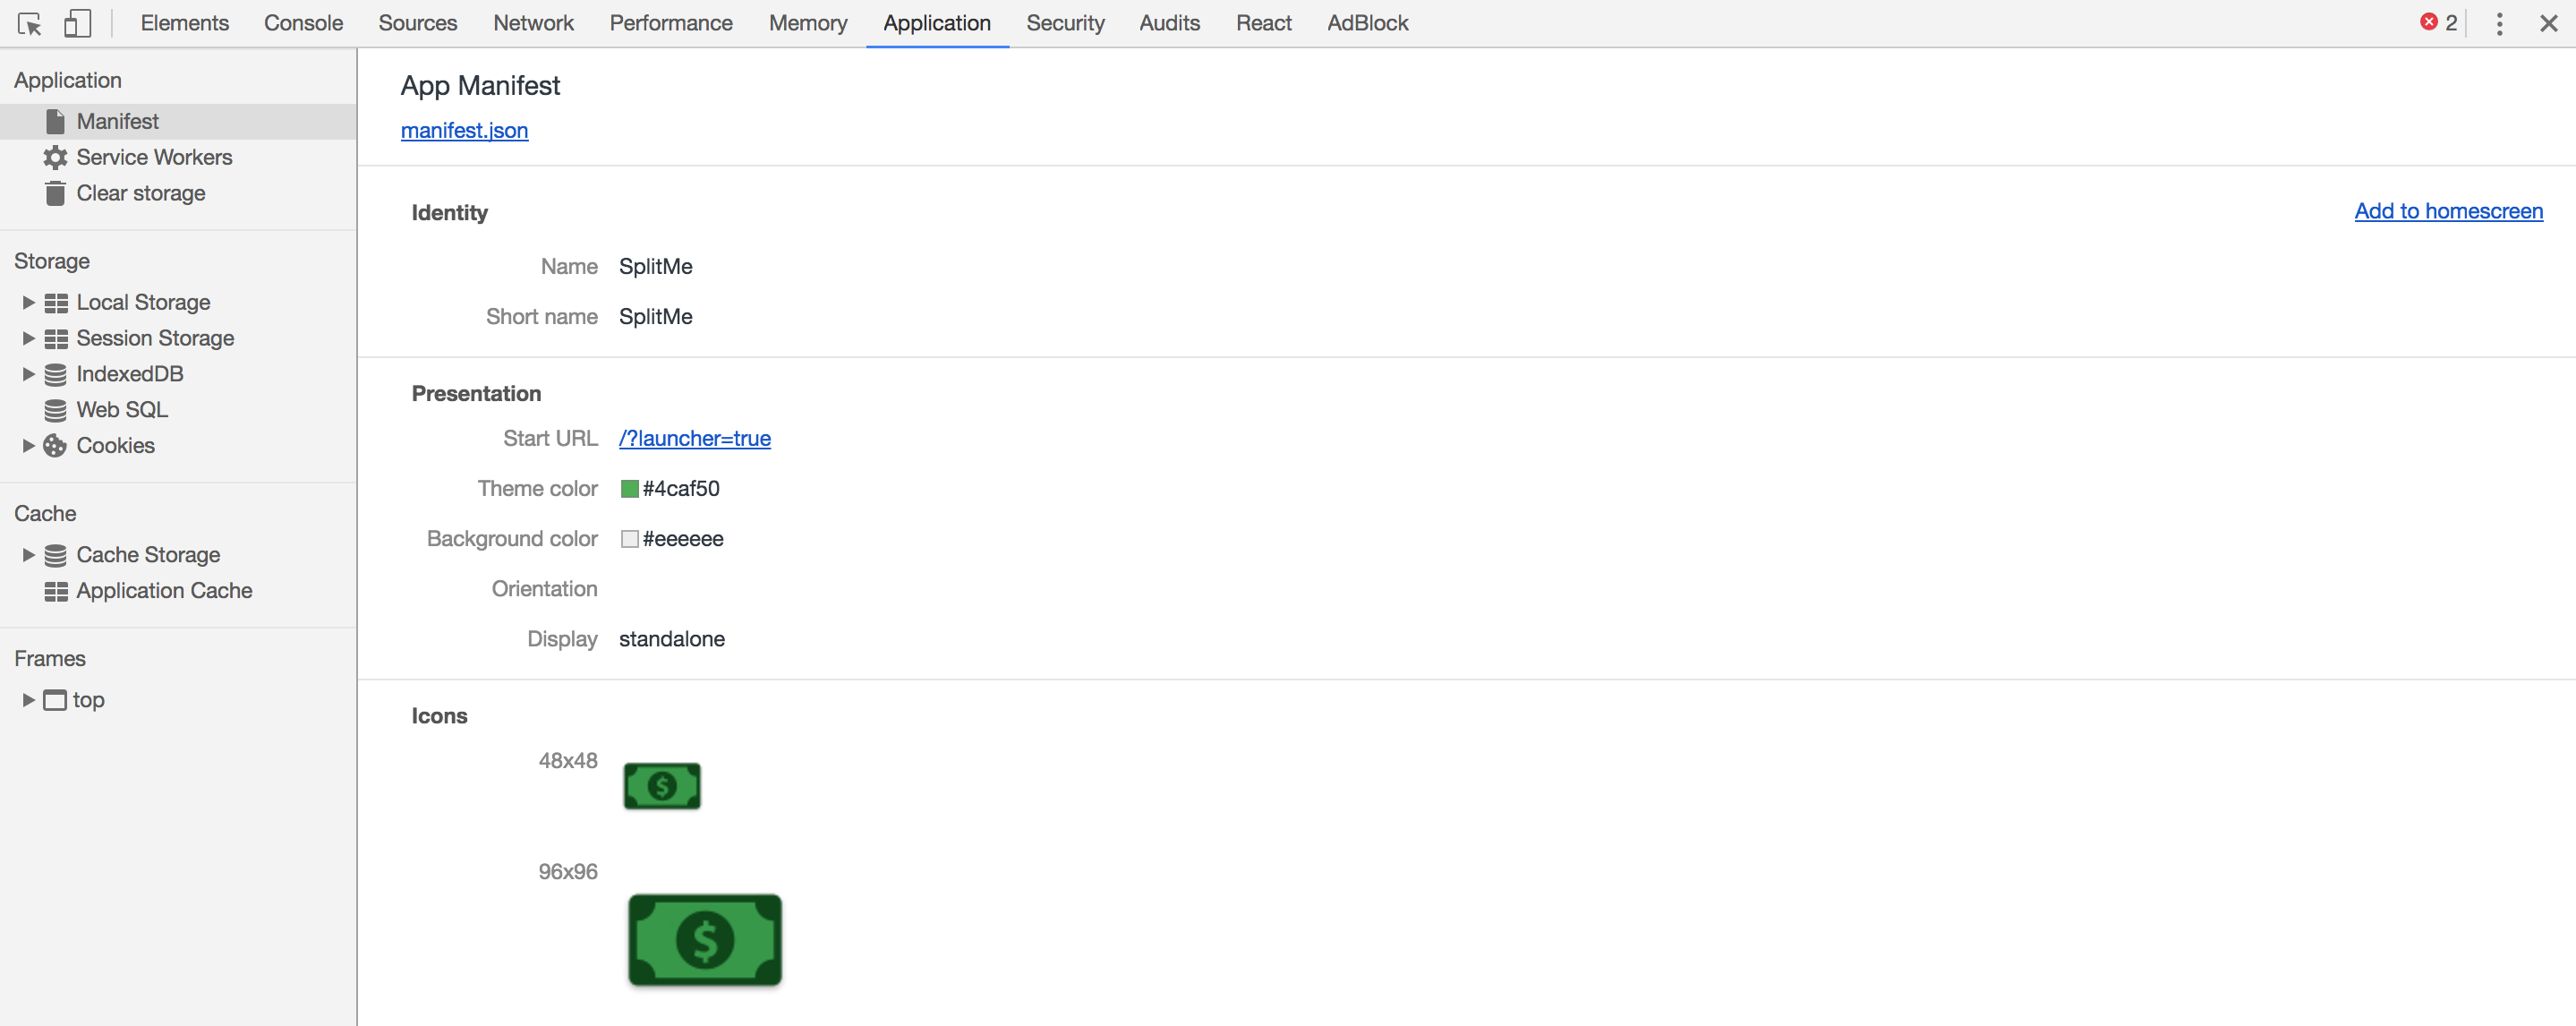 Elements Console Sources Network Performance Memory Application Security Audits React AdBlock 2
Application
Manifest
Service Workers
Clear storage
Storage
Local Storage
Session Storage
IndexedDB
Web SQL
Cookies
Cache
Cache Storage
Application Cache
Frames
top
App Manifest
manifest.json
Identity Add to homescreen
Name SplitMe
Short name SplitMe
Presentation
Start URL /?launcher=true
Theme color #4caf50
Background color #eeeeee
Orientation
Display standalone
Icons
48x48
$
96x96
$